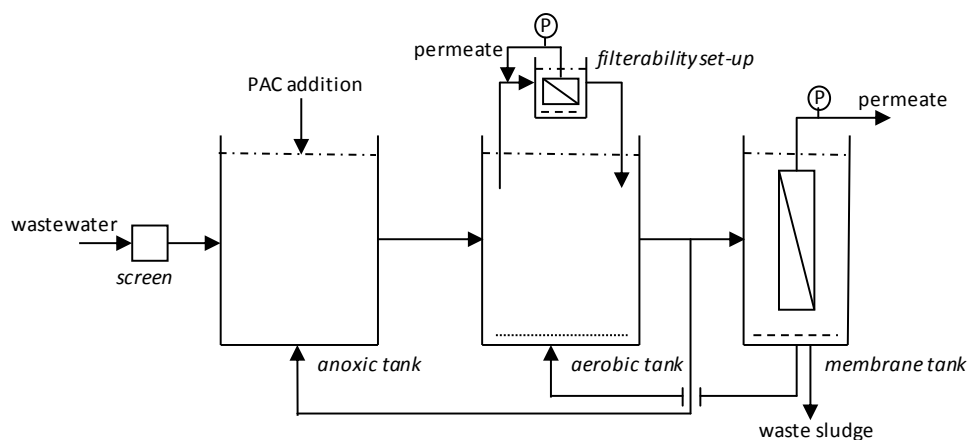 P
permeate
filterability set-up
PAC addition
P
permeate
wastewater
screen
anoxic tank
aerobic tank
membrane tank
waste sludge